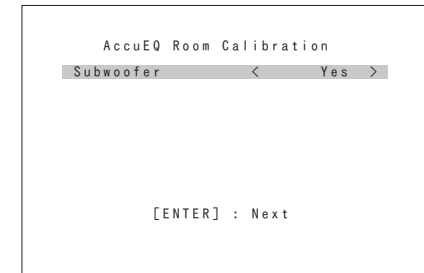 AccuEQ Room Calibration
Subwoofer < Yes >
[ENTER] : Next